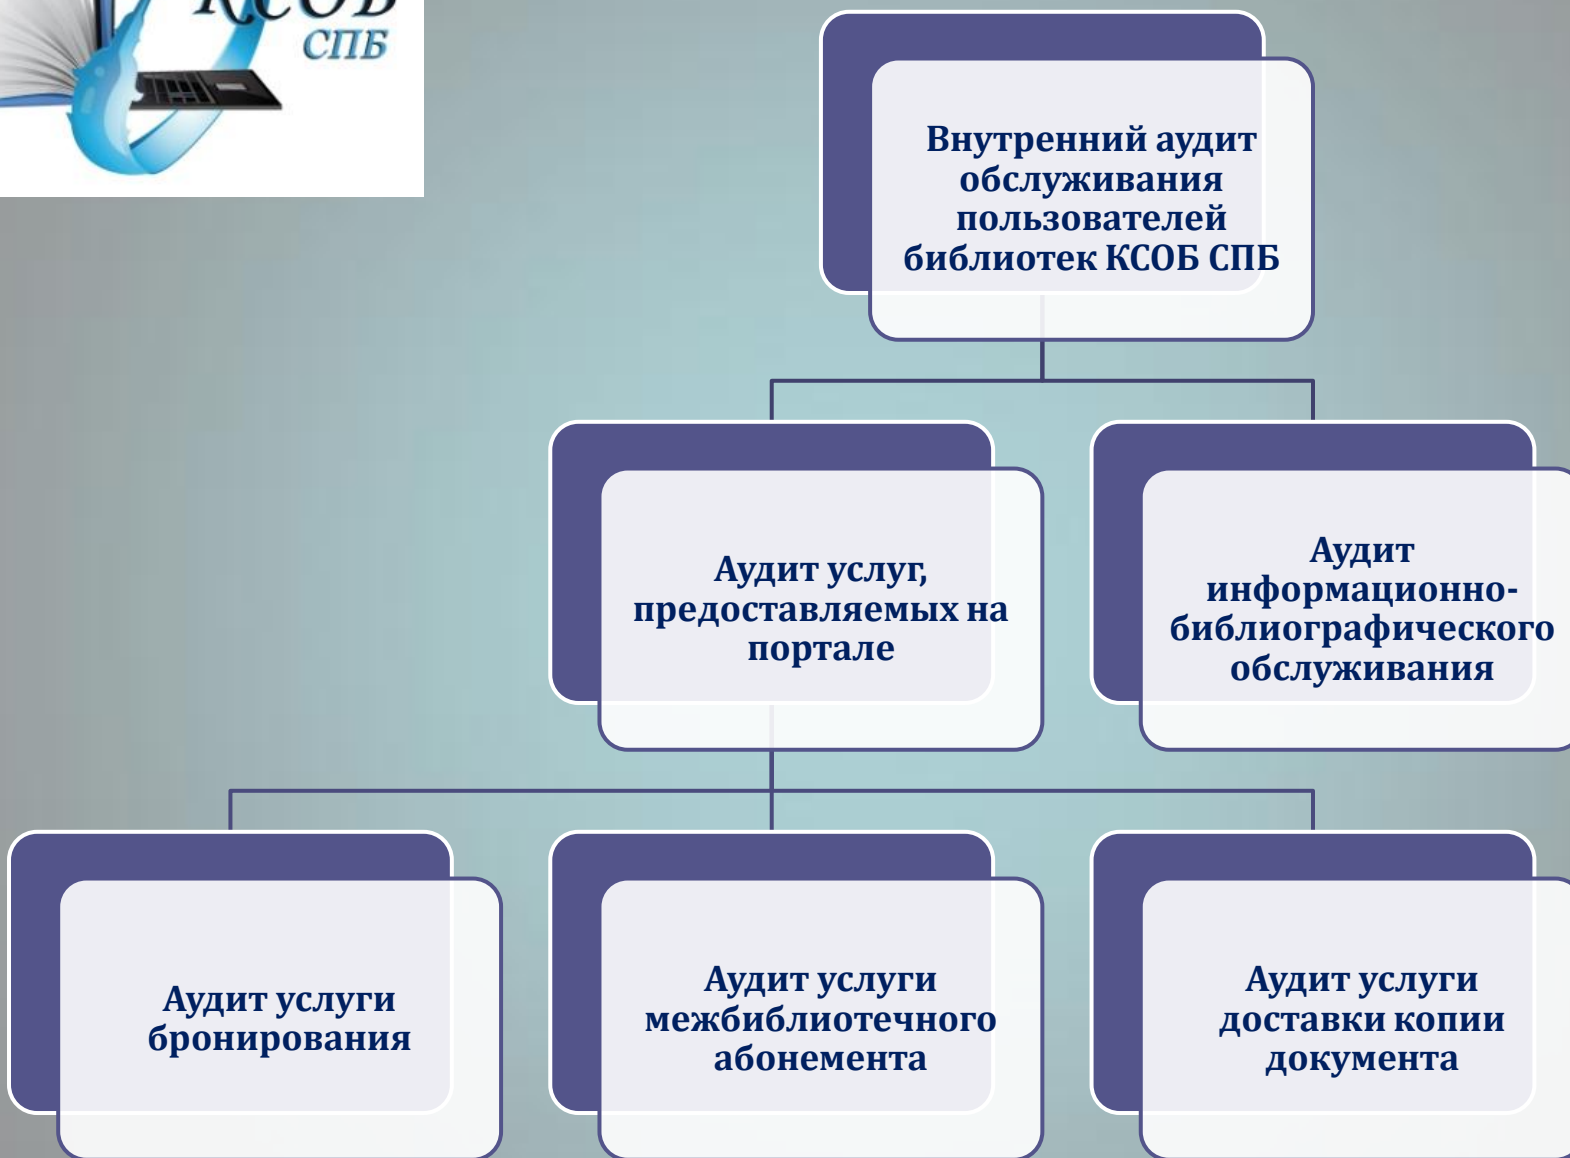 КСОБ
СПБ
Внутренний аудит
обслуживания
пользователей
библиотек КСОБ СПБ
Аудит услуг,
предоставляемых на
портале
Аудит
информационно-
библиографического
обслуживания
Аудит услуги
бронирования
Аудит услуги
межбиблиотечного
абонемента
Аудит услуги
доставки копии
документа